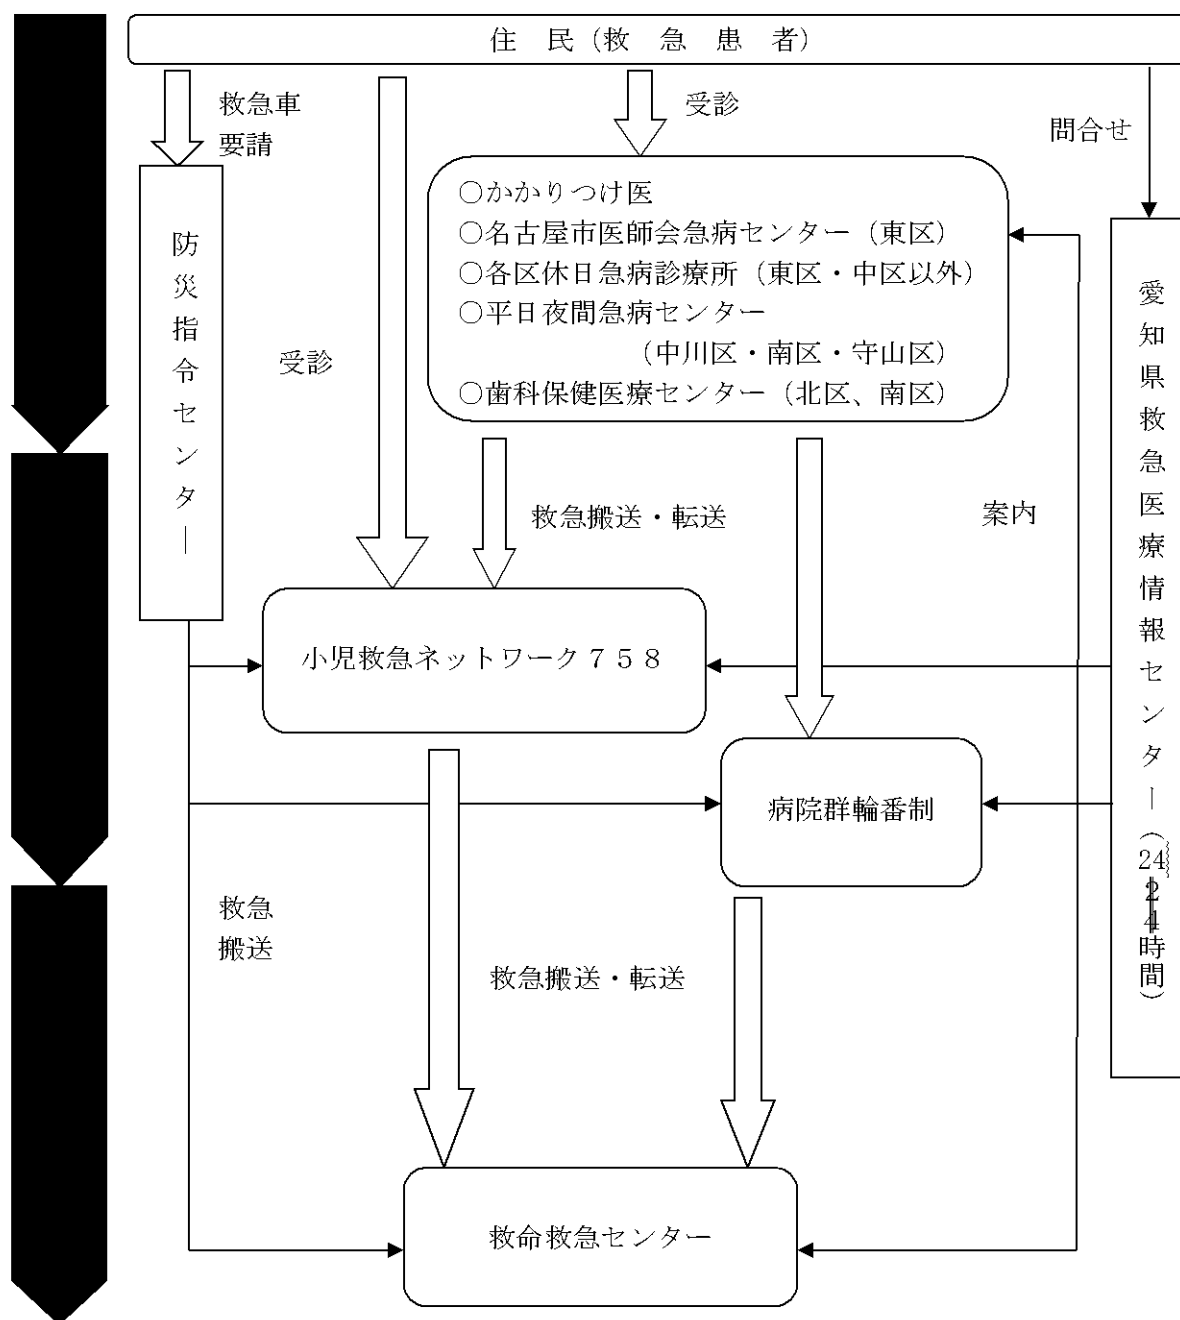 住　民（救　急　患　者）
救急車
要請
受診
問合せ
○かかりつけ医
○名古屋市医師会急病センター（東区）
○各区休日急病診療所（東区・中区以外）
○平日夜間急病センター
（中川区・南区・守山区）
○歯科保健医療センター（北区、南区）
防災指令センター
受診
愛知県救急医療情報センター（24 24時間）
救急搬送・転送
案内
小児救急ネットワーク７５８
病院群輪番制
救急
搬送
救急搬送・転送
救命救急センター